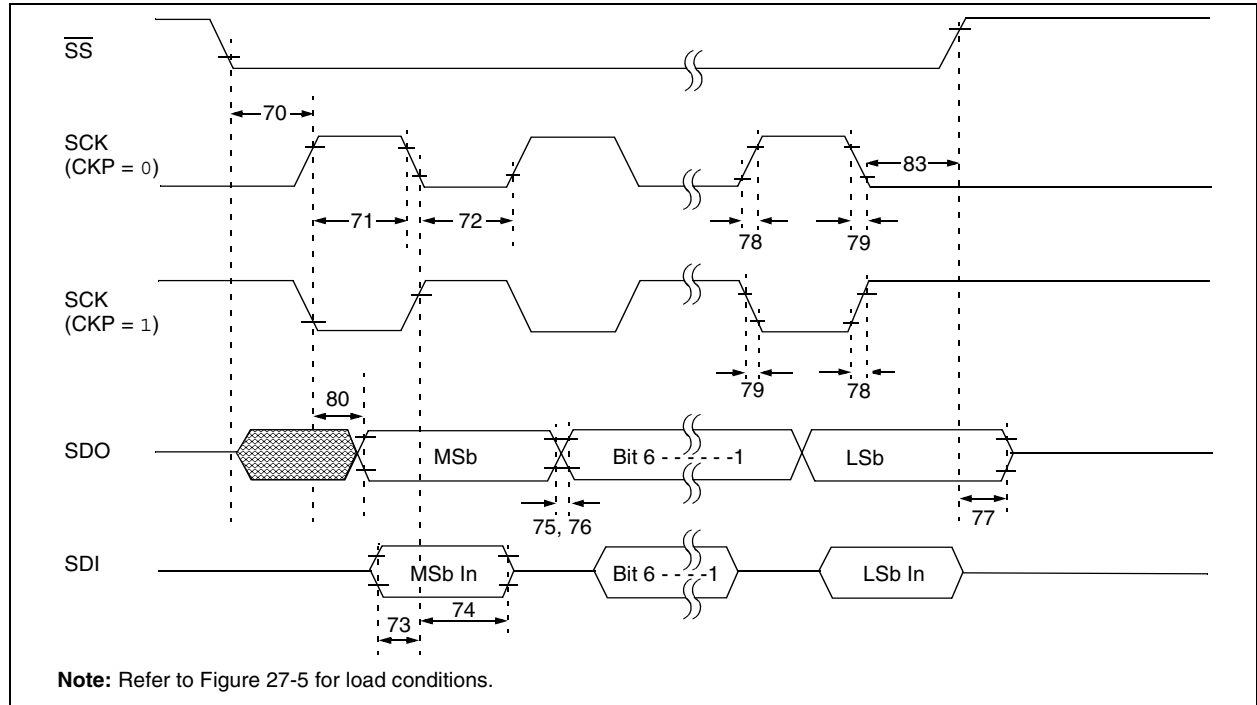 SS
70
SCK
(CKP = 0)
83
71
72
78
79
SCK
(CKP = 1)
79
78
80
SDO
MSb
Bit 6 - - - - - -1
LSb
75, 76
77
SDI
MSb In
Bit 6 - - - - -1
LSb In
74
73
Note: Refer to Figure 27-5 for load conditions.